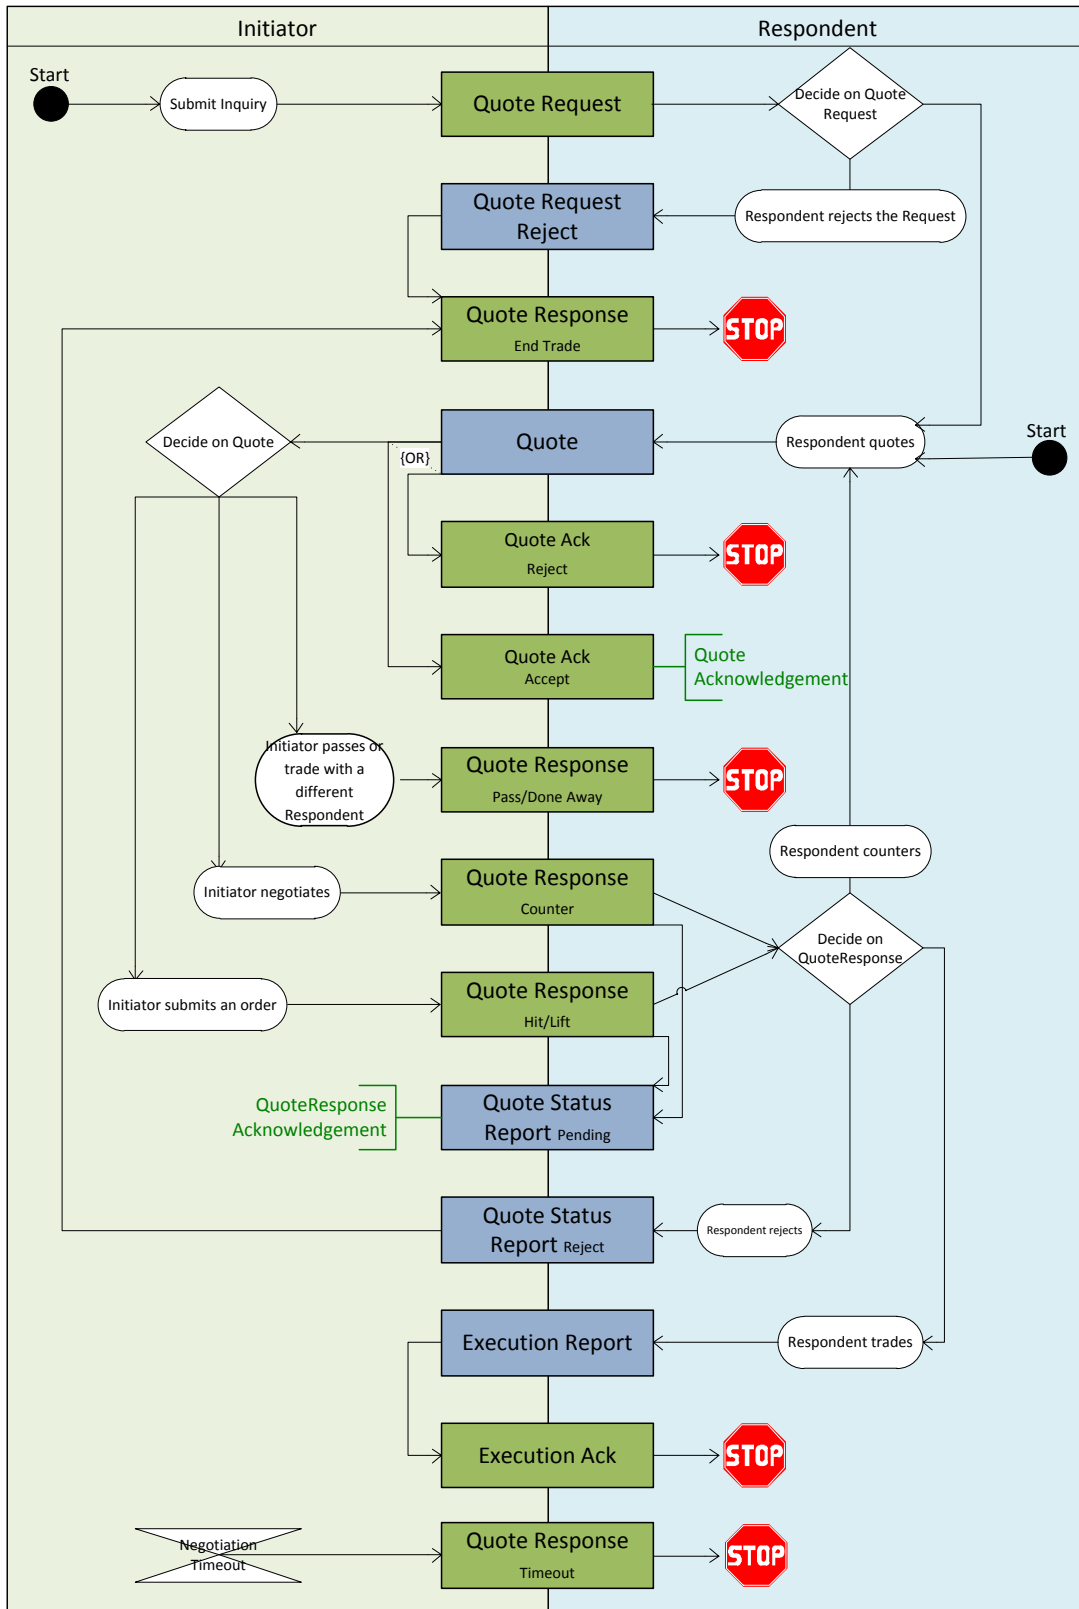 Initiator
Respondent
Start
Submit Inquiry
Quote Request
Decide on Quote
Request
Quote Request
Reject
Respondent rejects the Request
Quote Response
End Trade
STOP
Decide on Quote
{OR}
Quote
Respondent quotes
Start
Quote Ack
Reject
STOP
Quote Ack
Accept
Quote
Acknowledgement
Initiator passes or
trade with a
different
Respondent
Quote Response
Pass/Done Away
STOP
Respondent counters
Initiator negotiates
Quote Response
Counter
Decide on
QuoteResponse
Initiator submits an order
Quote Response
Hit/Lift
QuoteResponse
Acknowledgement
Quote Status
Report Pending
Quote Status
Report Reject
Respondent rejects
Execution Report
Respondent trades
Execution Ack
STOP
Negotiation
Timeout
Quote Response
Timeout
STOP